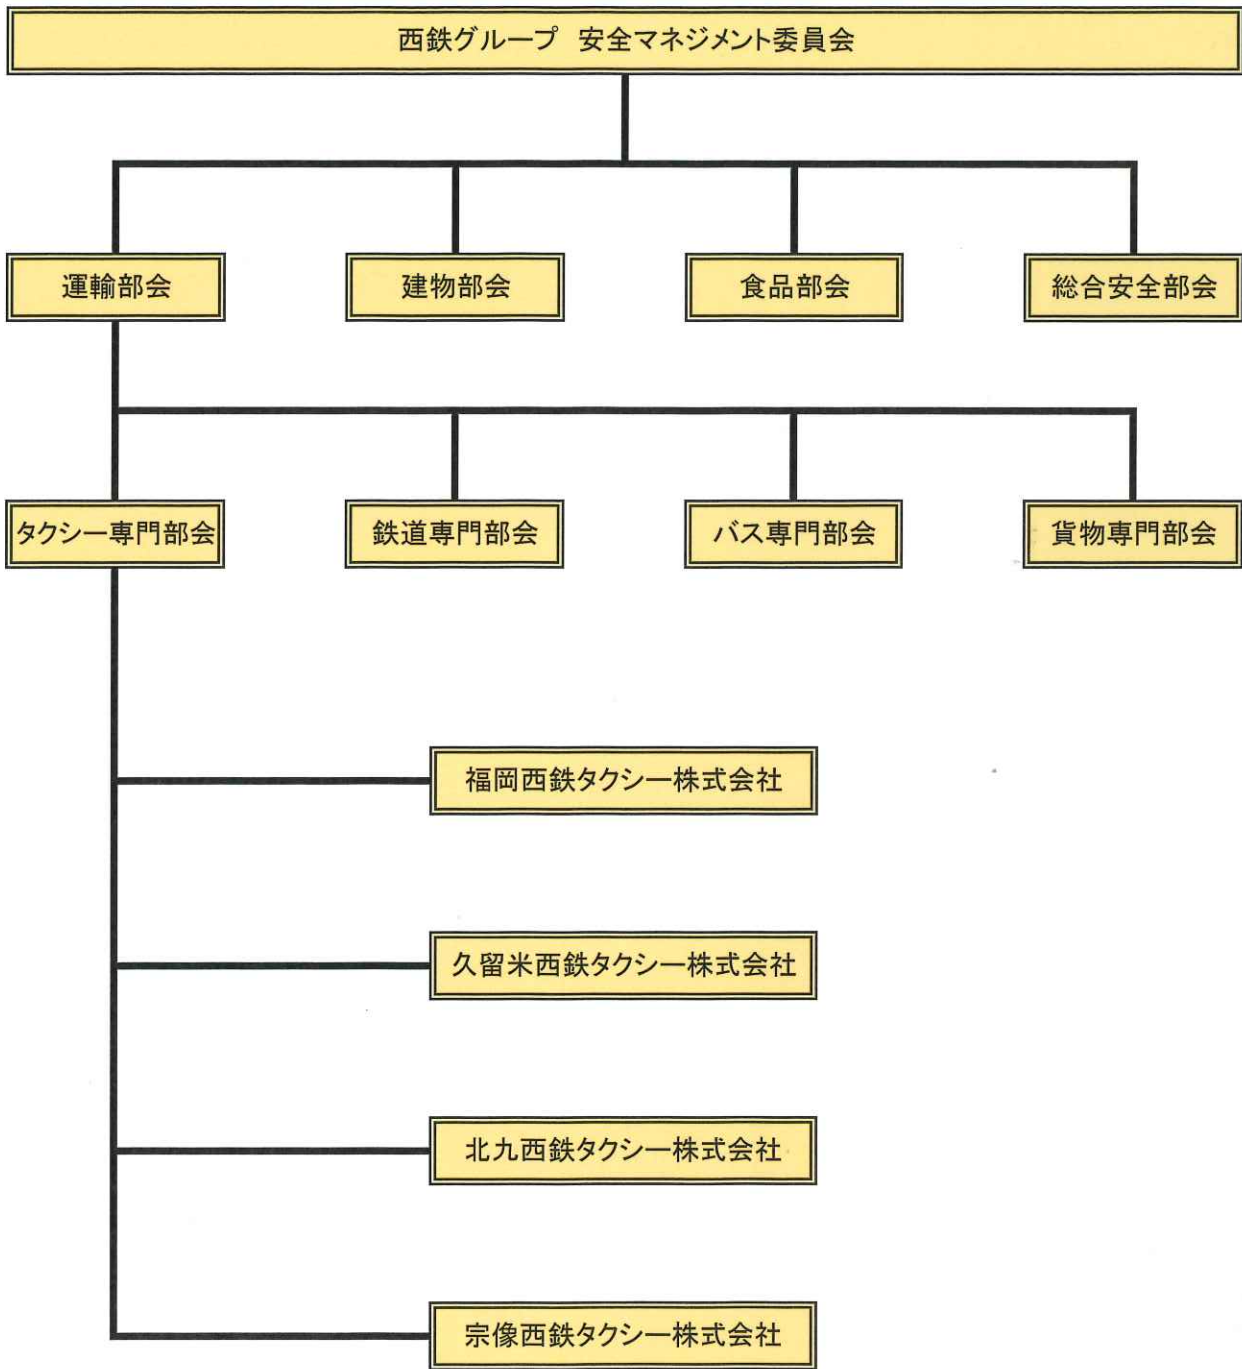 西鉄グループ 安全マネジメント委員会
運輸部会
建物部会
食品部会
総合安全部会
タクシー専門部会
鉄道専門部会
バス専門部会
貨物専門部会
福岡西鉄タクシー株式会社
久留米西鉄タクシー株式会社
北九西鉄タクシー株式会社
宗像西鉄タクシー株式会社